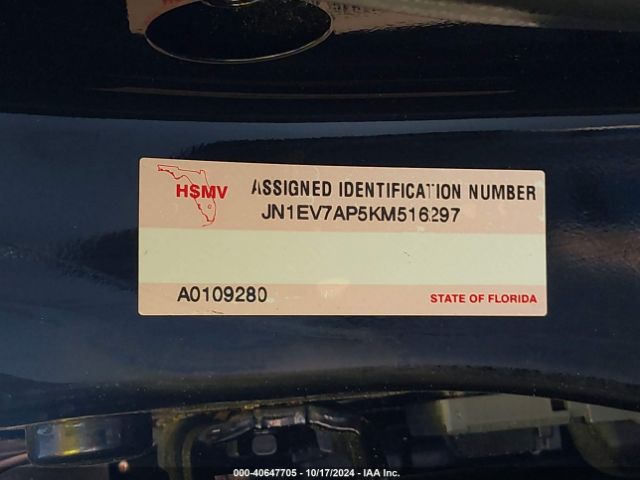 HSMV
ASSIGNED IDENTIFICATION NUMBER
JN1EV7AP5KM516297
A0109280
STATE OF FLORIDA
000-40647705 - 10/17/2024 - IAA Inc.